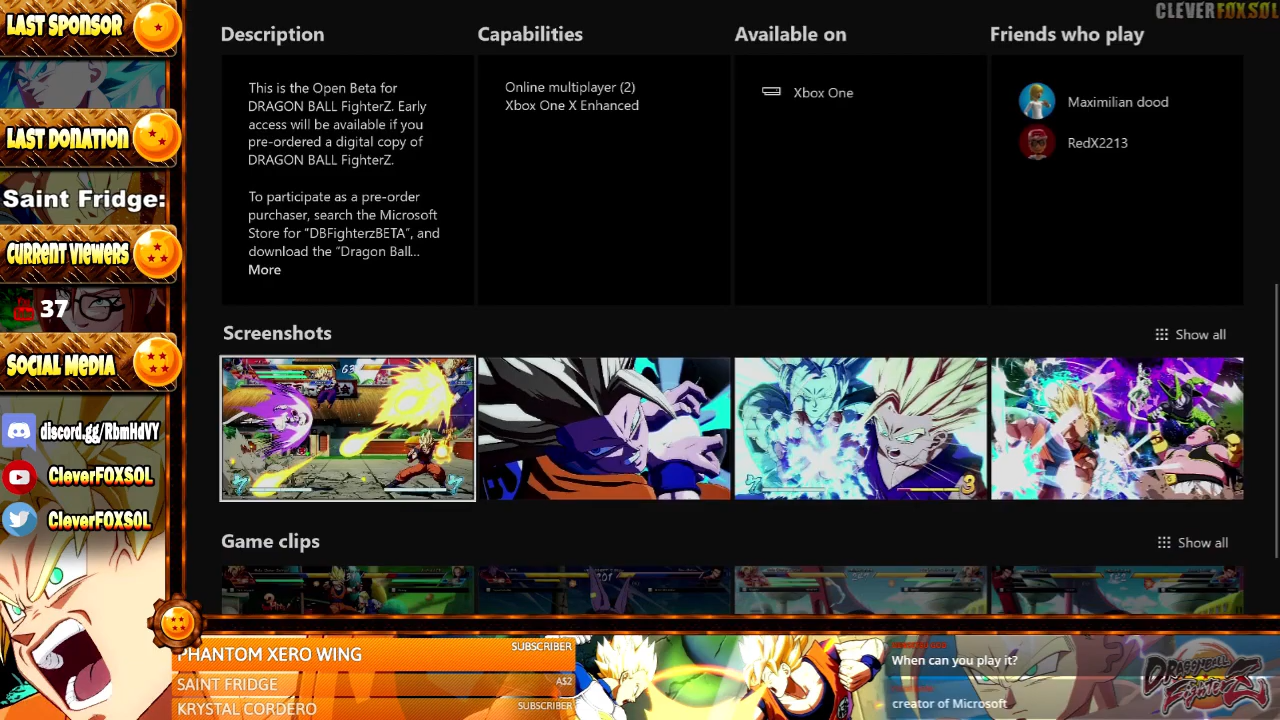 CLEVERFOXSOL
LAST SPONSOR
LAST DONATION
Saint Fridge:
CURRENT VIEWERS
37
SOCIAL MEDIA
discord.gg/RbmHdVY
CleverFOXSOL
CleverFOXSOL
Description
This is the Open Beta for
DRAGON BALL FighterZ. Early
access will be available if you
pre-ordered a digital copy of
DRAGON BALL FighterZ.
To participate as a pre-order
purchaser, search the Microsoft
Store for "DBFighterzBETA", and
download the "Dragon Ball...
More
Capabilities
Online multiplayer (2)
Xbox One X Enhanced
Available on
Xbox One
Friends who play
Maximilian dood
RedX2213
Screenshots
Show all
63
3
Game clips
Show all
PHANTOM XERO WING
SUBSCRIBER
SAINT FRIDGE
A$2
KRYSTAL CORDERO
SUBSCRIBER
When can you play it?
creator of Microsoft
DRAGONBALL
FighterZ